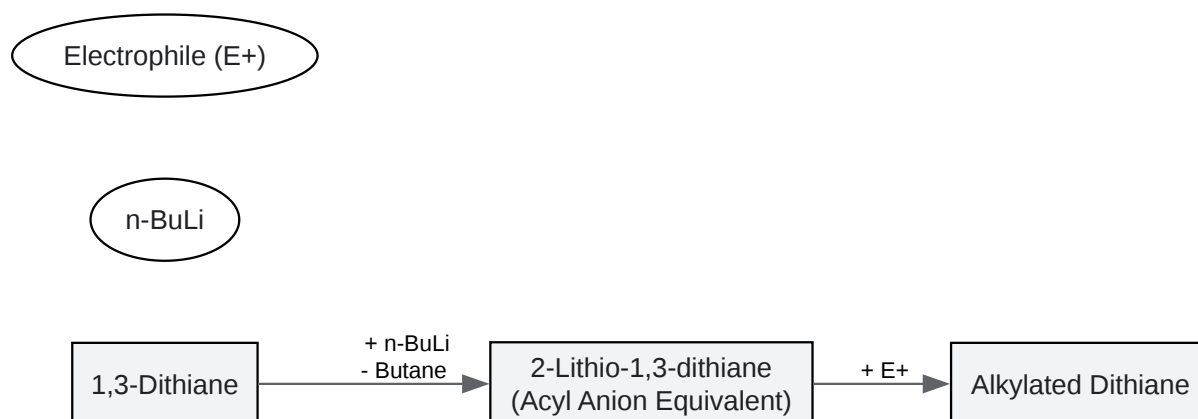 Electrophile (E+)
n-BuLi
+ n-BuLi
- Butane
1,3-Dithiane
2-Lithio-1,3-dithiane
(Acyl Anion Equivalent)
+ E+
Alkylated Dithiane